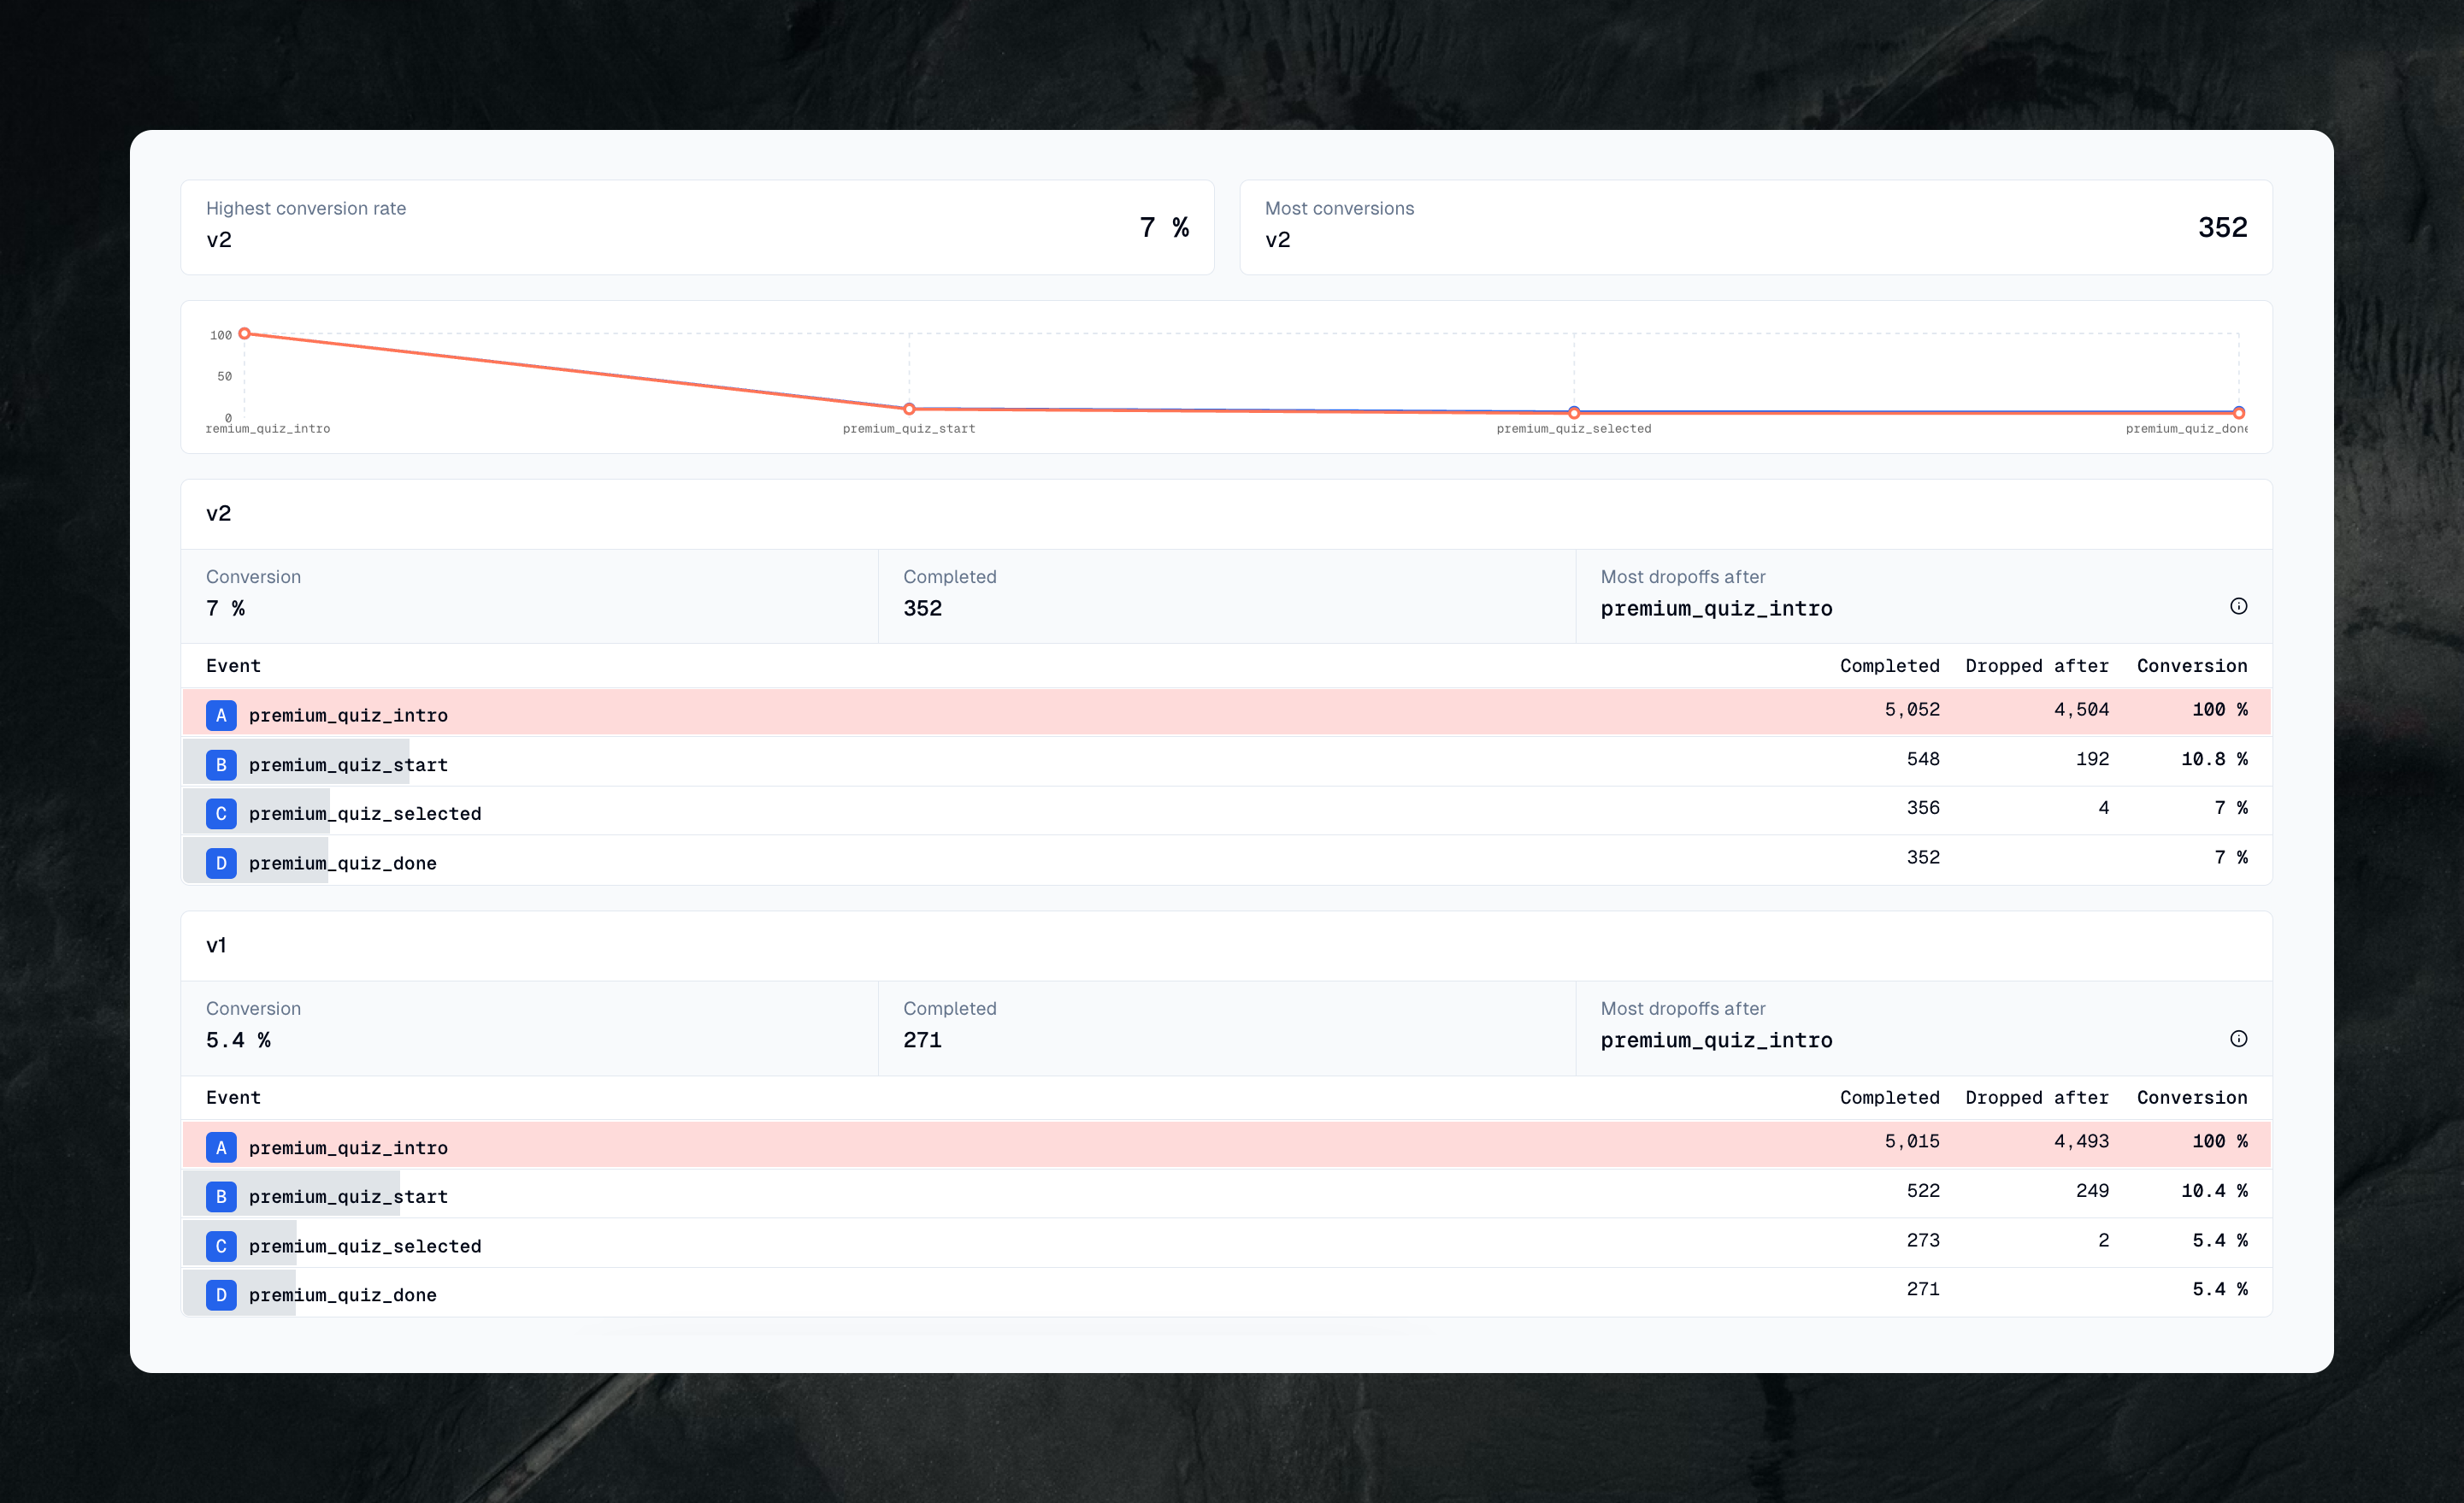 Highest conversion rate
v2
7 %
Most conversions
v2
352
100
50
0
remium_quiz_intro
premium_quiz_start
premium_quiz_selected
premium_quiz_done
v2
Conversion
7 %
Completed
352
Most dropoffs after
premium_quiz_intro
Event Completed Dropped after Conversion
A premium_quiz_intro 5,052 4,504 100 %
B premium_quiz_start 548 192 10.8 %
C premium_quiz_selected 356 4 7 %
D premium_quiz_done 352 7 %
v1
Conversion
5.4 %
Completed
271
Most dropoffs after
premium_quiz_intro
Event Completed Dropped after Conversion
A premium_quiz_intro 5,015 4,493 100 %
B premium_quiz_start 522 249 10.4 %
C premium_quiz_selected 273 2 5.4 %
D premium_quiz_done 271 5.4 %